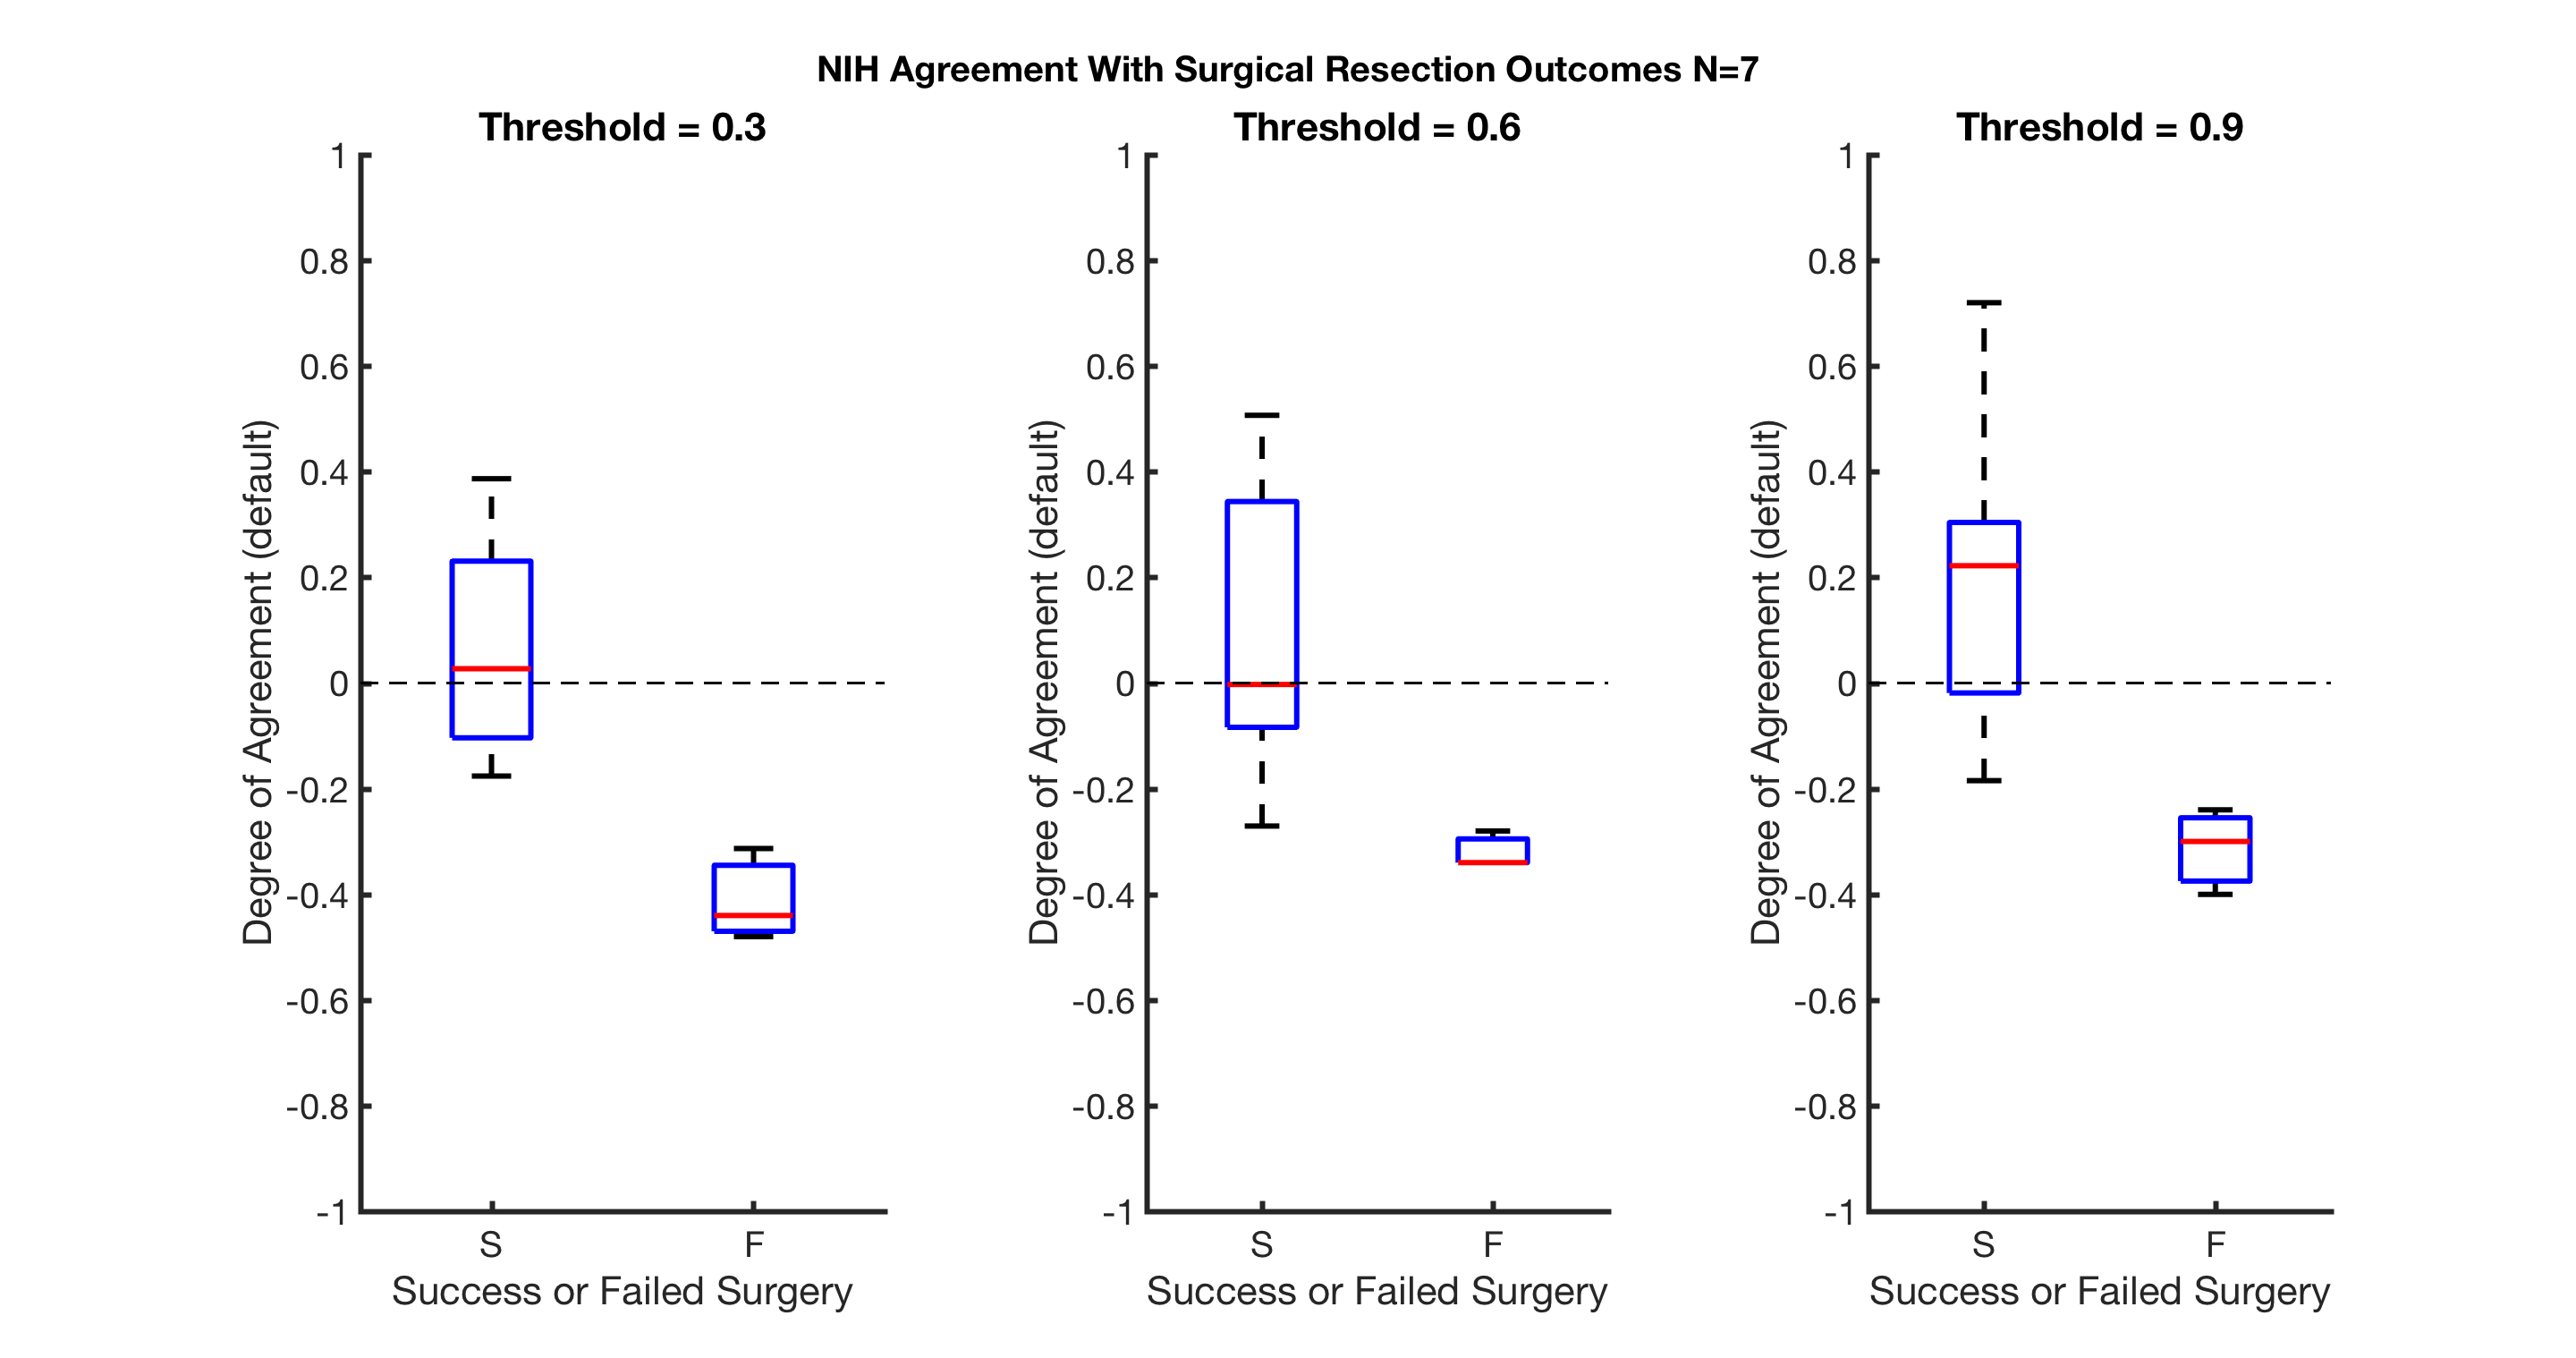 NIH Agreement With Surgical Resection Outcomes N=7
Threshold = 0.3
1
0.8
0.6
0.4
0.2
0
-0.2
-0.4
-0.6
-0.8
-1
Degree of Agreement (default)
S F
Success or Failed Surgery
Threshold = 0.6
1
0.8
0.6
0.4
0.2
0
-0.2
-0.4
-0.6
-0.8
-1
Degree of Agreement (default)
S F
Success or Failed Surgery
Threshold = 0.9
1
0.8
0.6
0.4
0.2
0
-0.2
-0.4
-0.6
-0.8
-1
Degree of Agreement (default)
S F
Success or Failed Surgery